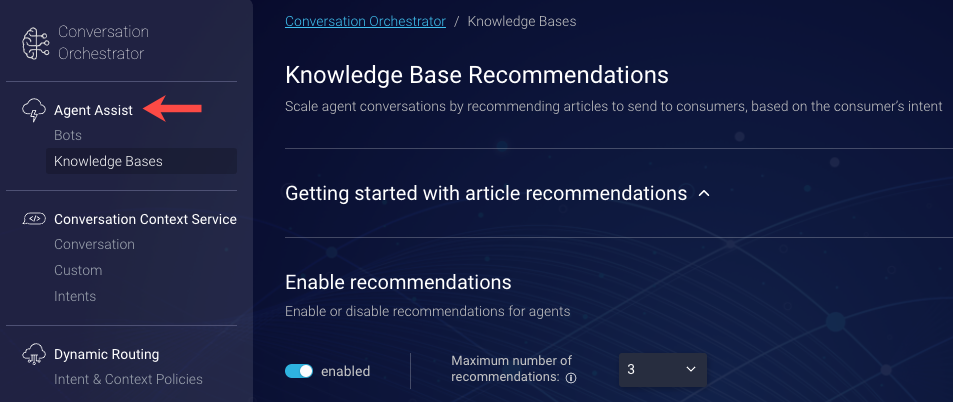 Conversation
Orchestrator
Agent Assist
Bots
Knowledge Bases
Conversation Context Service
Conversation
Custom
Intents
Dynamic Routing
Intent & Context Policies
Conversation Orchestrator / Knowledge Bases
Knowledge Base Recommendations
Scale agent conversations by recommending articles to send to consumers, based on the consumer's intent
Getting started with article recommendations
Enable recommendations
Enable or disable recommendations for agents
enabled
Maximum number of
recommendations:
3